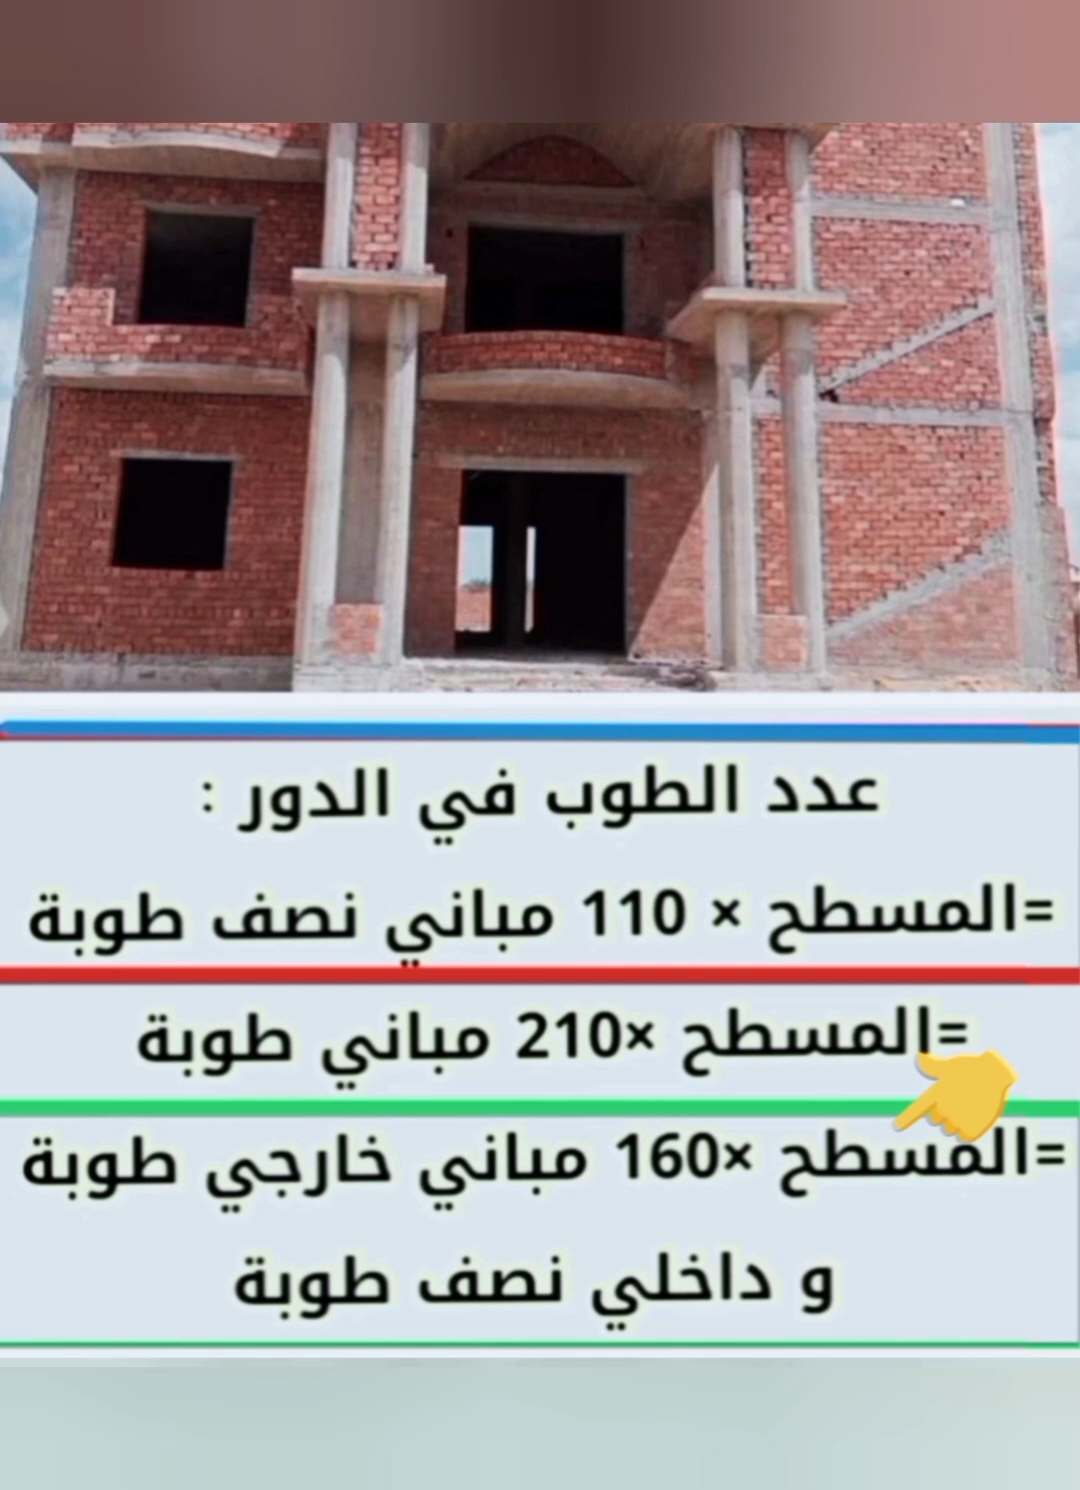 عدد الطوب في الدور :
=المسطح × 110 مباني نصف طوبة
=المسطح ×210 مباني طوبة
=المسطح ×160 مباني خارجي طوبة
و داخلي نصف طوبة